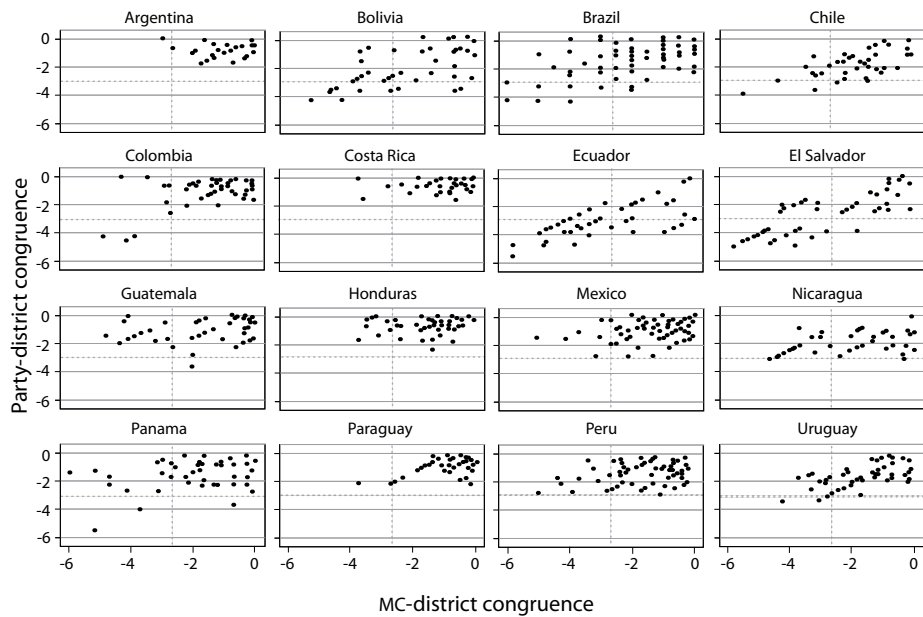 Argentina Bolivia Brazil Chile
0
-2
-4
-6
Colombia Costa Rica Ecuador El Salvador
0
-2
-4
-6
Guatemala Honduras Mexico Nicaragua
0
-2
-4
-6
Panama Paraguay Peru Uruguay
0
-2
-4
-6
-6 -4 -2 0 -6 -4 -2 0 -6 -4 -2 0 -6 -4 -2 0
Party-district congruence
MC-district congruence